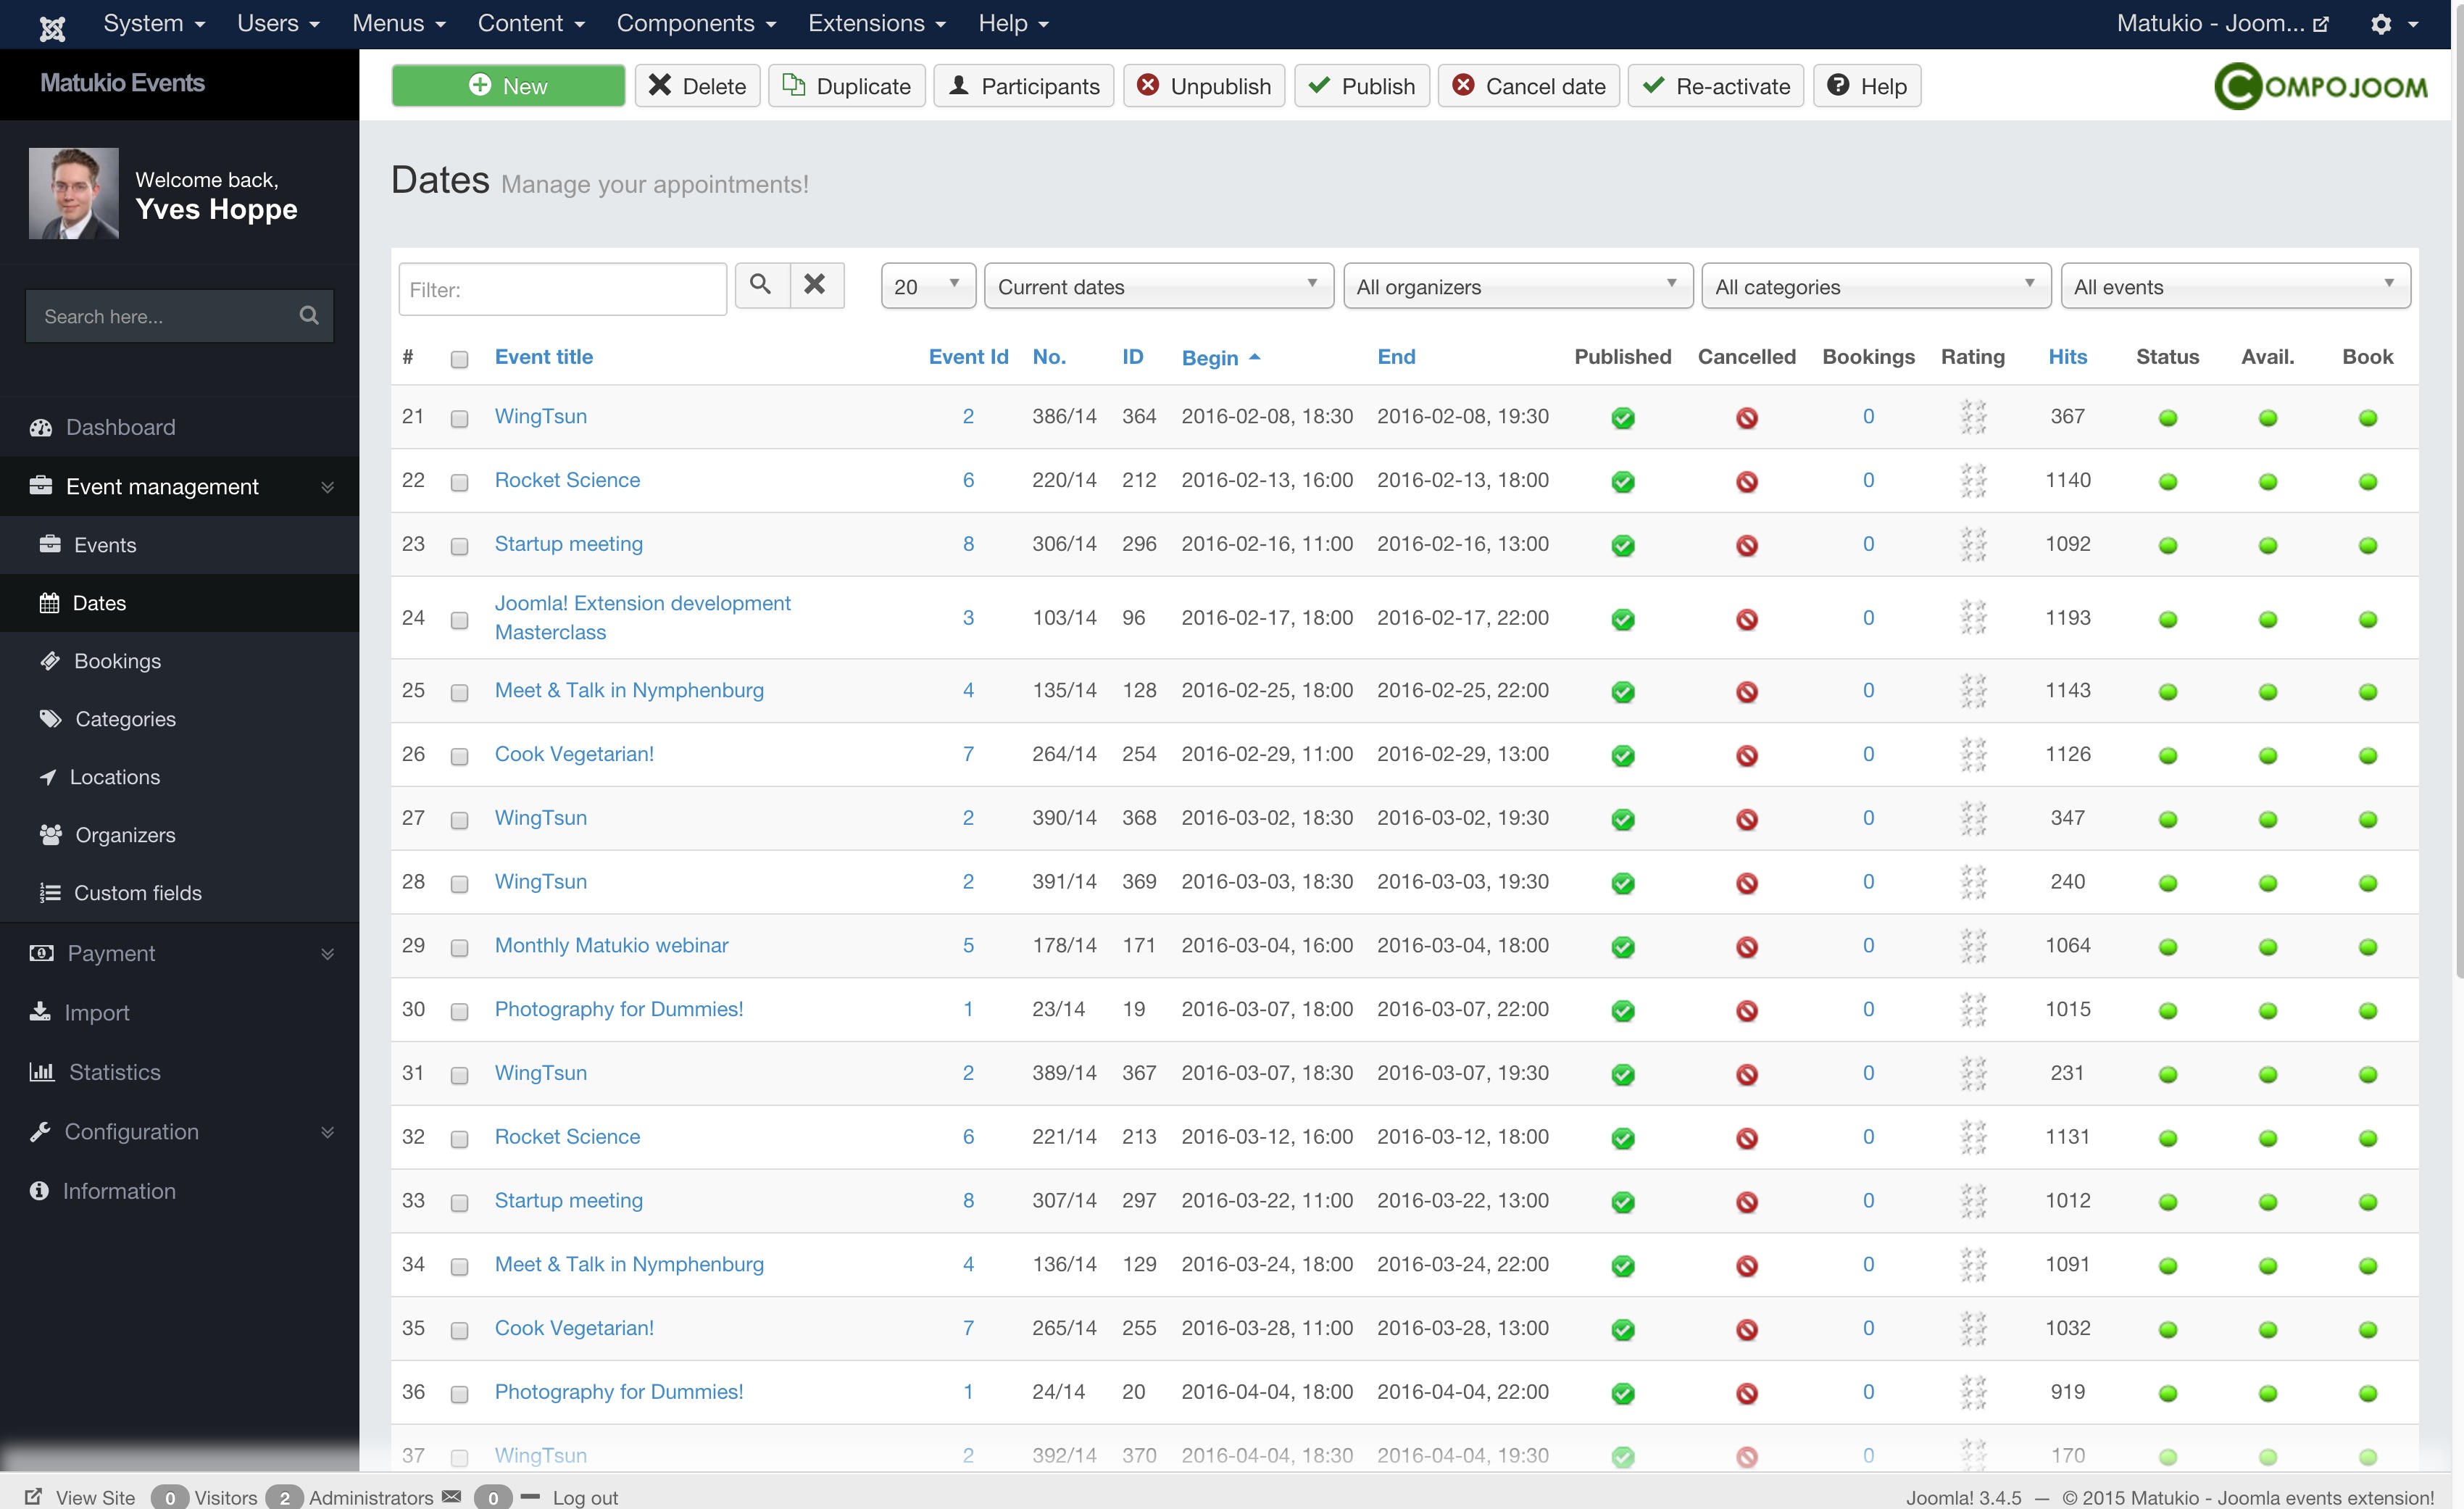 System Users Menus Content Components Extensions Help Matukio - Joom...
Matukio Events
New Delete Duplicate Participants Unpublish Publish Cancel date Re-activate Help COMPOJOOM
Welcome back,
Yves Hoppe
Search here...
Dashboard
Event management
Events
Dates
Bookings
Categories
Locations
Organizers
Custom fields
Payment
Import
Statistics
Configuration
Information
Dates Manage your appointments!
Filter: 20 Current dates All organizers All categories All events
# Event title Event Id No. ID Begin End Published Cancelled Bookings Rating Hits Status Avail. Book
21 WingTsun 2 386/14 364 2016-02-08, 18:30 2016-02-08, 19:30 0 367
22 Rocket Science 6 220/14 212 2016-02-13, 16:00 2016-02-13, 18:00 0 1140
23 Startup meeting 8 306/14 296 2016-02-16, 11:00 2016-02-16, 13:00 0 1092
24 Joomla! Extension development
Masterclass 3 103/14 96 2016-02-17, 18:00 2016-02-17, 22:00 0 1193
25 Meet & Talk in Nymphenburg 4 135/14 128 2016-02-25, 18:00 2016-02-25, 22:00 0 1143
26 Cook Vegetarian! 7 264/14 254 2016-02-29, 11:00 2016-02-29, 13:00 0 1126
27 WingTsun 2 390/14 368 2016-03-02, 18:30 2016-03-02, 19:30 0 347
28 WingTsun 2 391/14 369 2016-03-03, 18:30 2016-03-03, 19:30 0 240
29 Monthly Matukio webinar 5 178/14 171 2016-03-04, 16:00 2016-03-04, 18:00 0 1064
30 Photography for Dummies! 1 23/14 19 2016-03-07, 18:00 2016-03-07, 22:00 0 1015
31 WingTsun 2 389/14 367 2016-03-07, 18:30 2016-03-07, 19:30 0 231
32 Rocket Science 6 221/14 213 2016-03-12, 16:00 2016-03-12, 18:00 0 1131
33 Startup meeting 8 307/14 297 2016-03-22, 11:00 2016-03-22, 13:00 0 1012
34 Meet & Talk in Nymphenburg 4 136/14 129 2016-03-24, 18:00 2016-03-24, 22:00 0 1091
35 Cook Vegetarian! 7 265/14 255 2016-03-28, 11:00 2016-03-28, 13:00 0 1032
36 Photography for Dummies! 1 24/14 20 2016-04-04, 18:00 2016-04-04, 22:00 0 919
37 WingTsun 2 392/14 370 2016-04-04, 18:30 2016-04-04, 19:30 0 170
View Site 0 Visitors 2 Administrators 0 Log out Joomla! 3.4.5 — © 2015 Matukio - Joomla events extension!